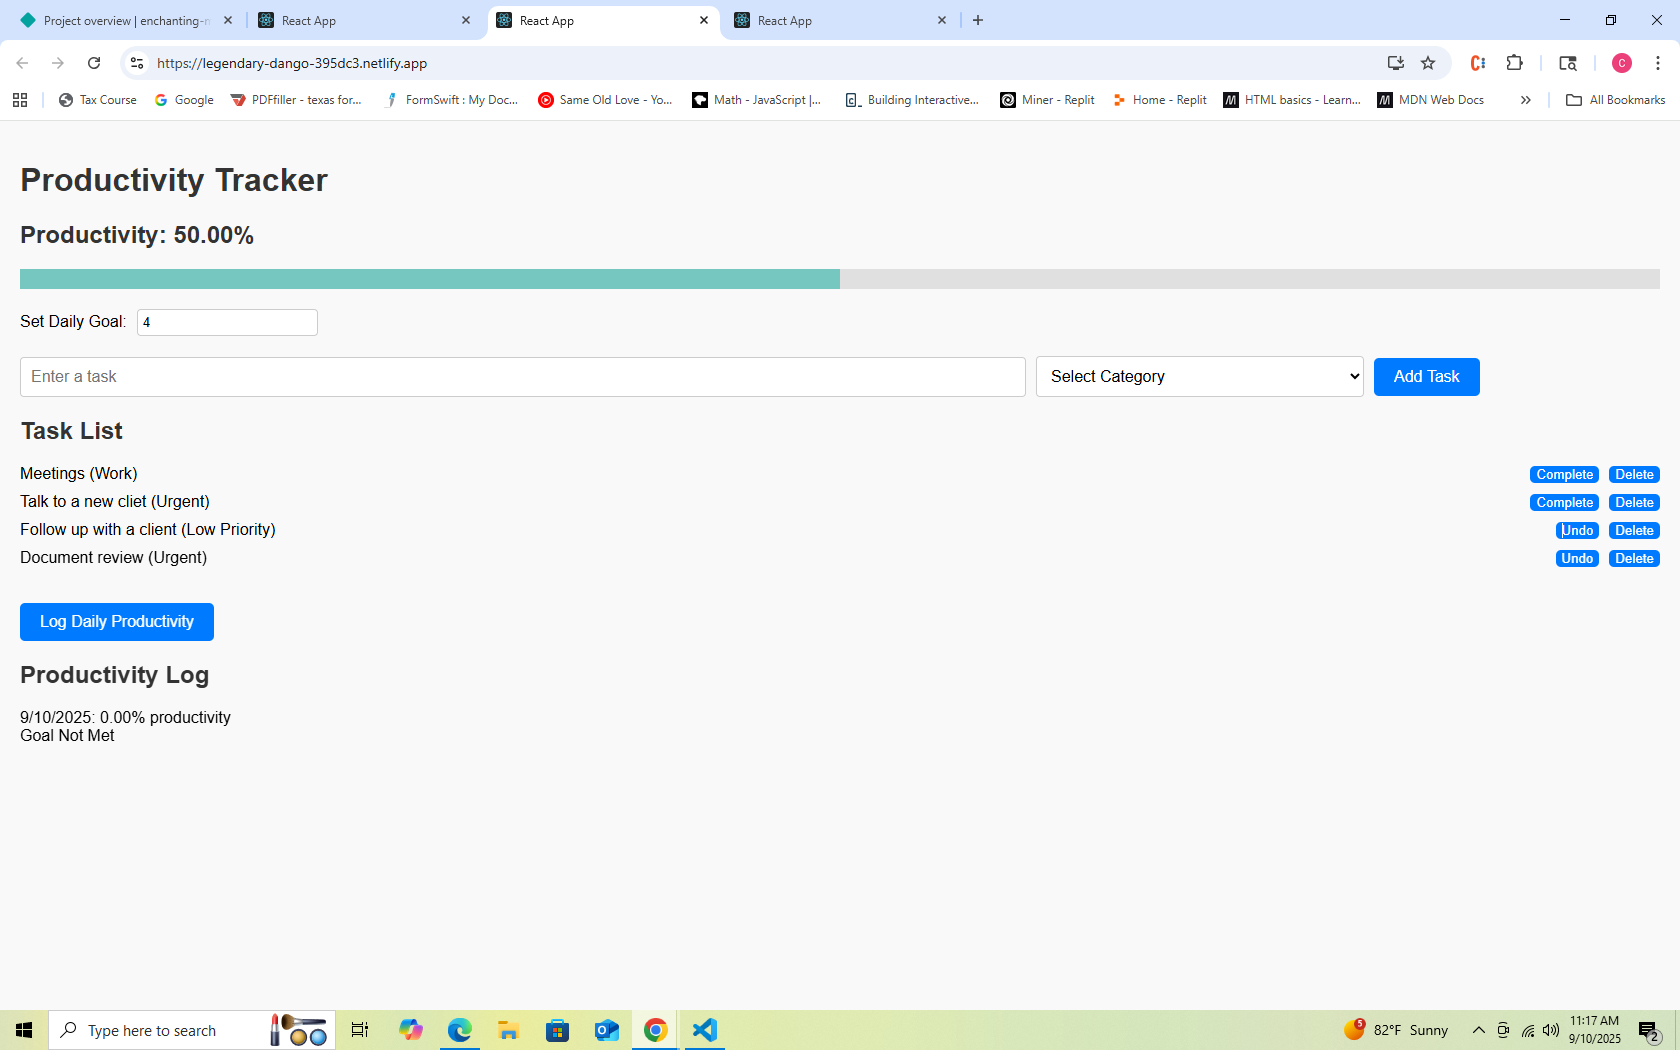 Project overview | enchanting-n
React App
React App
React App
https://legendary-dango-395dc3.netlify.app
C
Tax Course
Google
PDFfiller - texas for...
FormSwift : My Doc...
Same Old Love - Yo...
Math - JavaScript |...
Building Interactive...
Miner - Replit
Home - Replit
HTML basics - Learn...
MDN Web Docs
All Bookmarks
Productivity Tracker
Productivity: 50.00%
Set Daily Goal: 4
Enter a task
Select Category
Add Task
Task List
Meetings (Work) Complete Delete
Talk to a new cliet (Urgent) Complete Delete
Follow up with a client (Low Priority) Undo Delete
Document review (Urgent) Undo Delete
Log Daily Productivity
Productivity Log
9/10/2025: 0.00% productivity
Goal Not Met
Type here to search
5
82°F Sunny
11:17 AM
9/10/2025
2